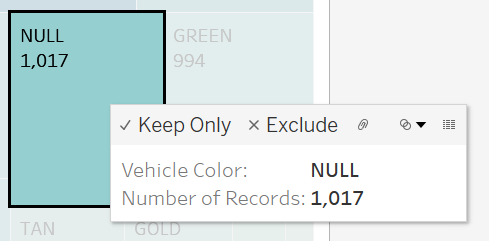 NULL
1,017
GREEN
994
Keep Only Exclude
Vehicle Color: NULL
Number of Records: 1,017
TAN
GOLD